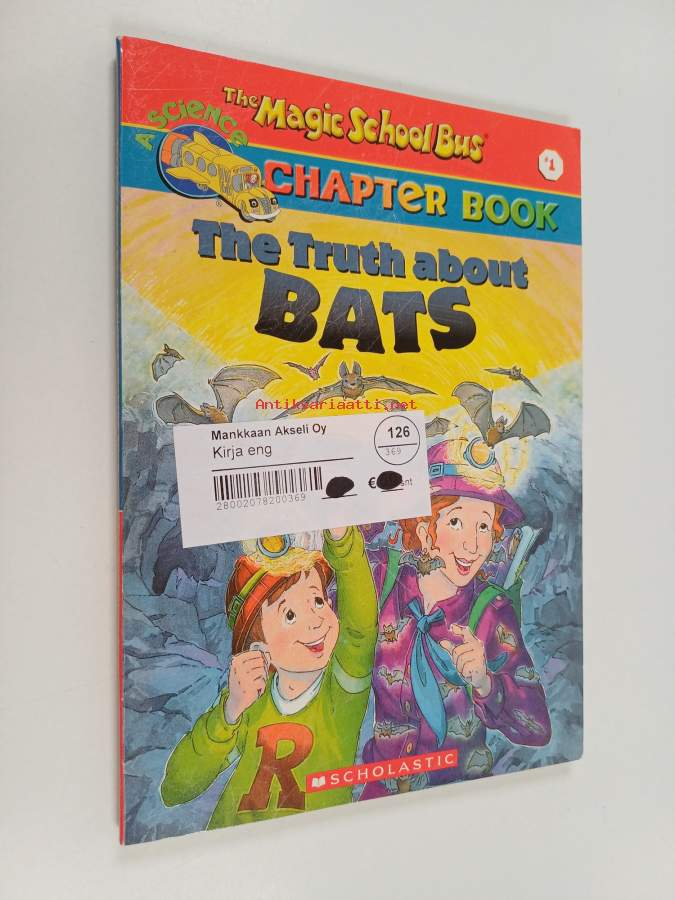 The Magic School Bus
#1
A Science
CHAPTER BOOK
The Truth about
BATS
Antikvariaatti.net
Mankkaan Akseli Oy
126
Kirja eng
369
28002078200369
€
R
SCHOLASTIC